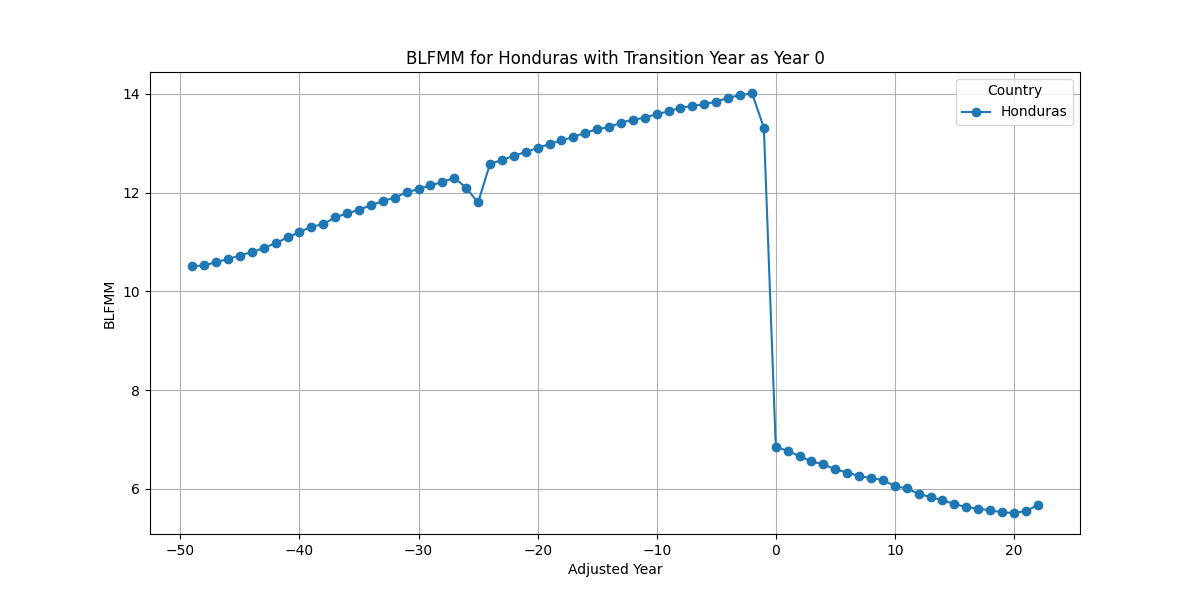 BLFMM for Honduras with Transition Year as Year 0
Country
Honduras
14
12
10
8
6
BLFMM
−50 −40 −30 −20 −10 0 10 20
Adjusted Year